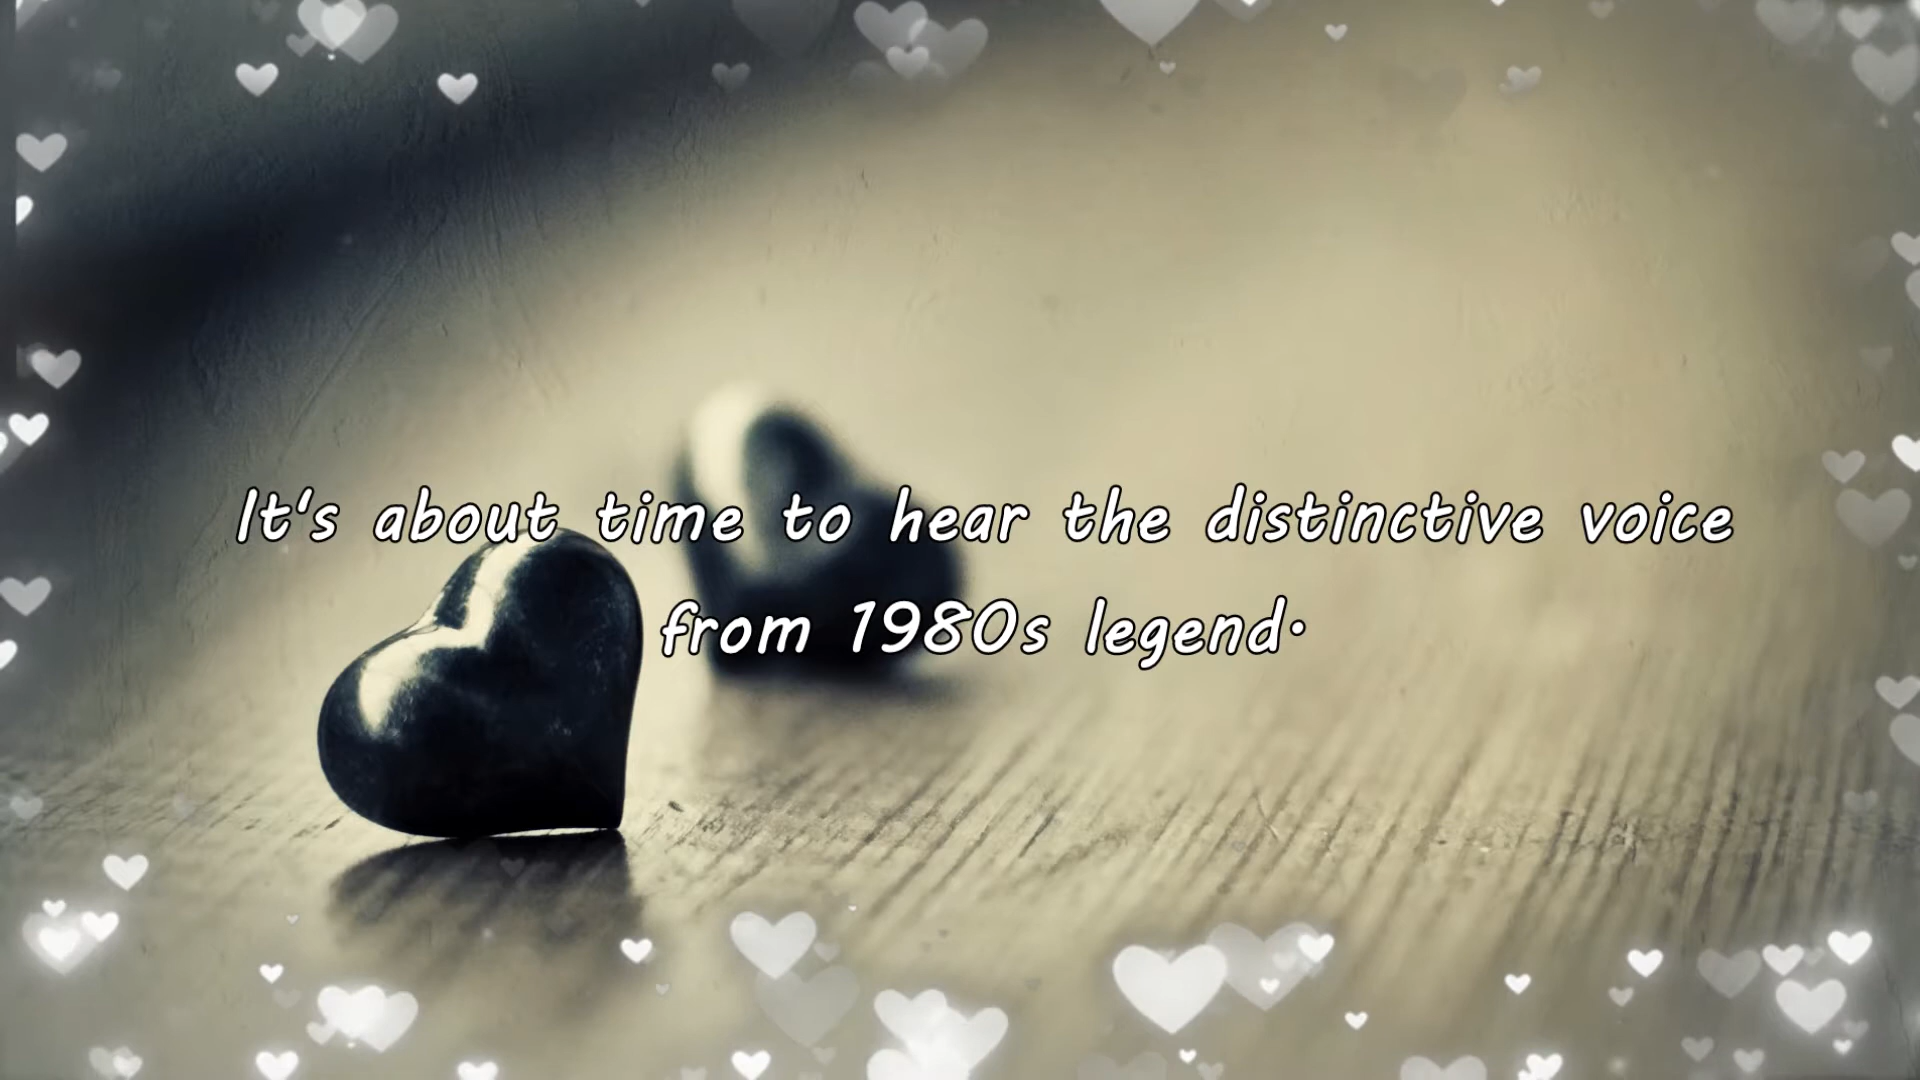 It's about time to hear the distinctive voice
from 1980s legend.